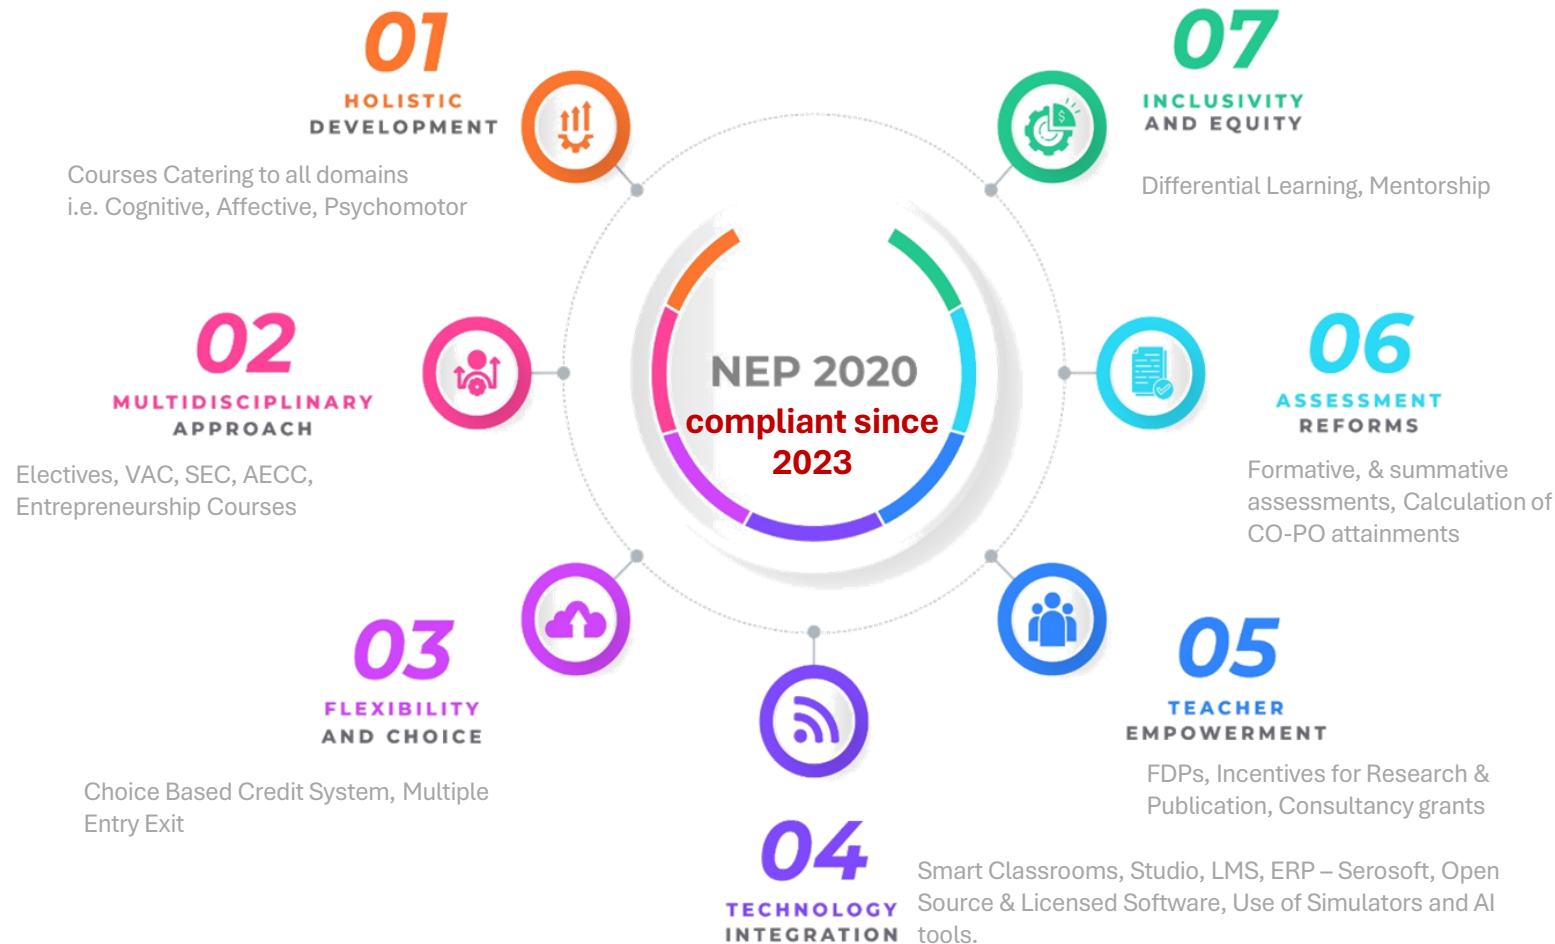 01
HOLISTIC
DEVELOPMENT
Courses Catering to all domains
i.e. Cognitive, Affective, Psychomotor
02
MULTIDISCIPLINARY
APPROACH
Electives, VAC, SEC, AECC,
Entrepreneurship Courses
03
FLEXIBILITY
AND CHOICE
Choice Based Credit System, Multiple
Entry Exit
NEP 2020
compliant since
2023
04
TECHNOLOGY
INTEGRATION
Smart Classrooms, Studio, LMS, ERP – Serosoft, Open
Source & Licensed Software, Use of Simulators and AI
tools.
05
TEACHER
EMPOWERMENT
FDPs, Incentives for Research &
Publication, Consultancy grants
06
ASSESSMENT
REFORMS
Formative, & summative
assessments, Calculation of
CO-PO attainments
07
INCLUSIVITY
AND EQUITY
$
Differential Learning, Mentorship